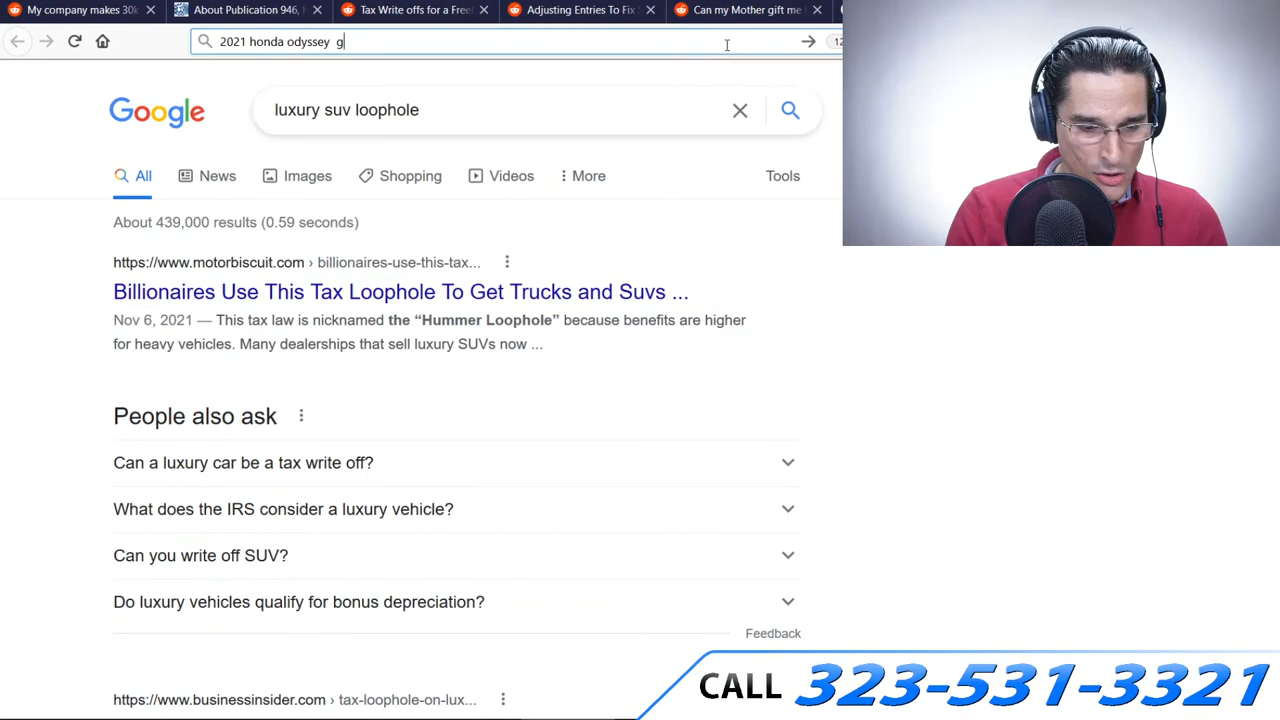 My company makes 30k
About Publication 946, H
Tax Write offs for a Free
Adjusting Entries To Fix
Can my Mother gift me
2021 honda odyssey  g
12
Google
luxury suv loophole
All
News
Images
Shopping
Videos
More
Tools
About 439,000 results (0.59 seconds)
https://www.motorbiscuit.com › billionaires-use-this-tax...
Billionaires Use This Tax Loophole To Get Trucks and Suvs ...
Nov 6, 2021 — This tax law is nicknamed the “Hummer Loophole” because benefits are higher
for heavy vehicles. Many dealerships that sell luxury SUVs now ...
People also ask
Can a luxury car be a tax write off?
What does the IRS consider a luxury vehicle?
Can you write off SUV?
Do luxury vehicles qualify for bonus depreciation?
Feedback
https://www.businessinsider.com › tax-loophole-on-lux...
CALL 323-531-3321